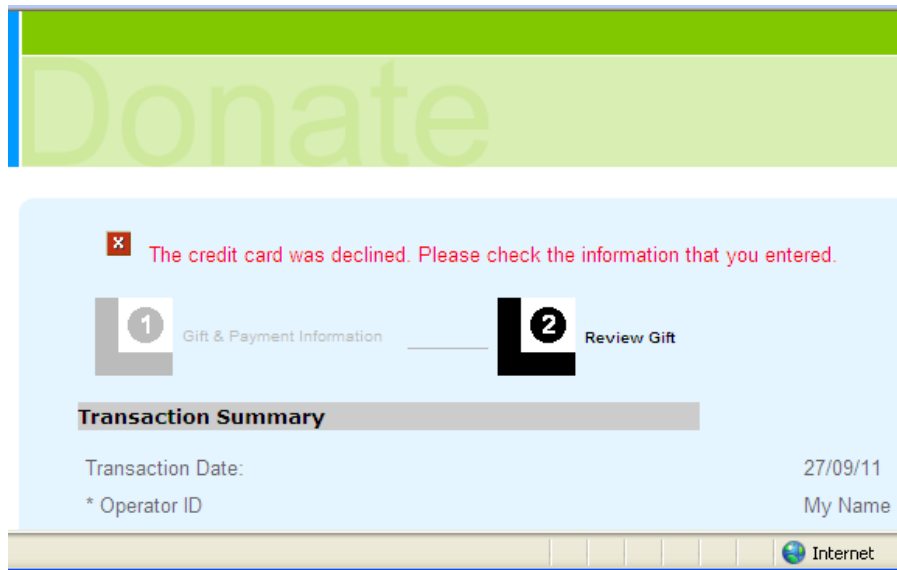 Donate
x The credit card was declined. Please check the information that you entered.
1 Gift & Payment Information 2 Review Gift
Transaction Summary
Transaction Date: 27/09/11
* Operator ID My Name
Internet